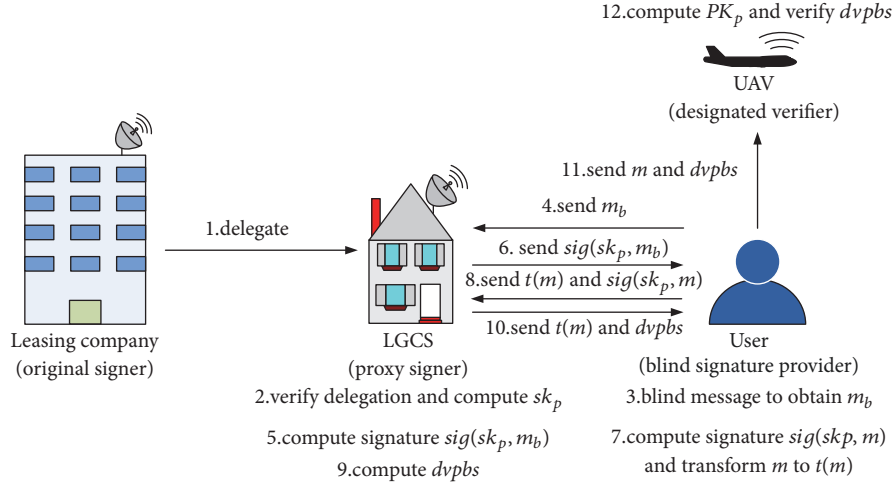 12.compute PK_p and verify dvpbs
UAV
(designated verifier)
11.send m and dvpbs
4.send m_b
1.delegate
6. send sig(sk_p, m_b)
8.send t(m) and sig(sk_p, m)
10.send t(m) and dvpbs
Leasing company
(original signer)
LGCS
(proxy signer)
User
(blind signature provider)
2.verify delegation and compute sk_p
3.blind message to obtain m_b
5.compute signature sig(sk_p, m_b)
7.compute signature sig(skp, m)
and transform m to t(m)
9.compute dvpbs